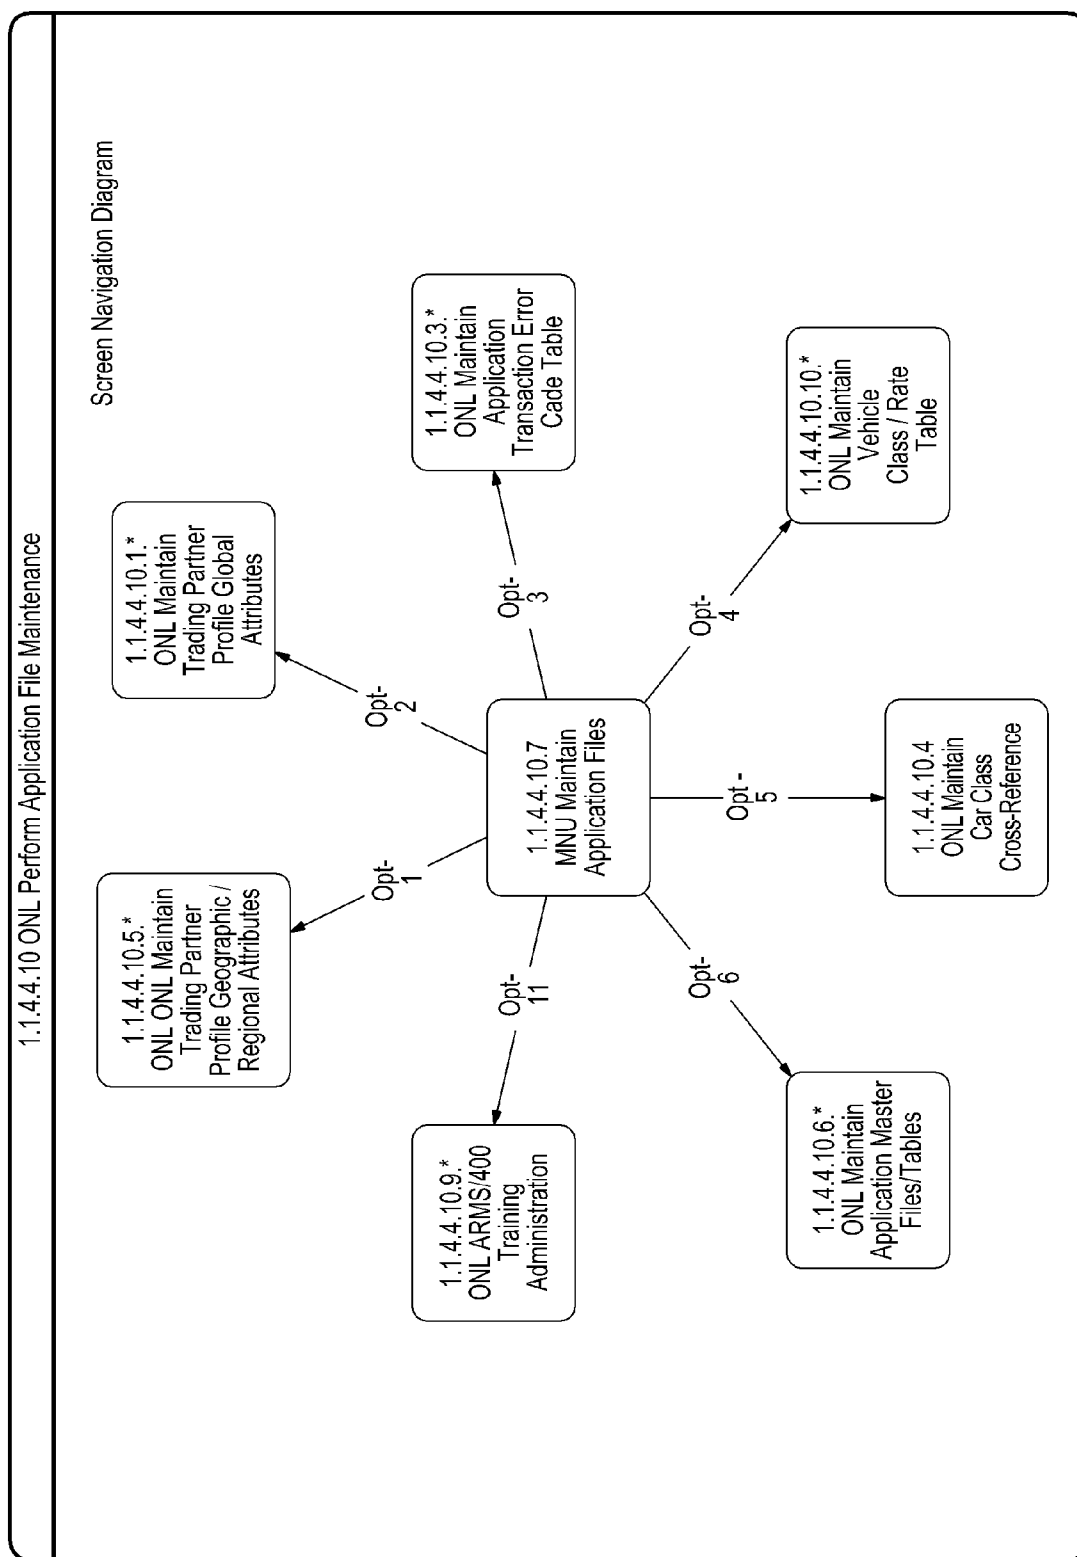 1.1.4.4.10 ONL Perform Application File Maintenance
Screen Navigation Diagram
1.1.4.4.10.5.*
ONL ONL Maintain
Trading Partner
Profile Geographic /
Regional Attributes
1.1.4.4.10.1.*
ONL Maintain
Trading Partner
Profile Global
Attributes
Opt-
1
Opt-
2
1.1.4.4.10.9.*
ONL ARMS/400
Training
Administration
Opt-
11
Opt-
3
1.1.4.4.10.3.*
ONL Maintain
Application
Transaction Error
Cade Table
1.1.4.4.10.7
MNU Maintain
Application Files
Opt-
6
Opt -
5
Opt-
4
1.1.4.4.10.6.*
ONL Maintain
Application Master
Files/Tables
1.1.4.4.10.4
ONL Maintain
Car Class
Cross-Reference
1.1.4.4.10.10.*
ONL Maintain
Vehicle
Class / Rate
Table